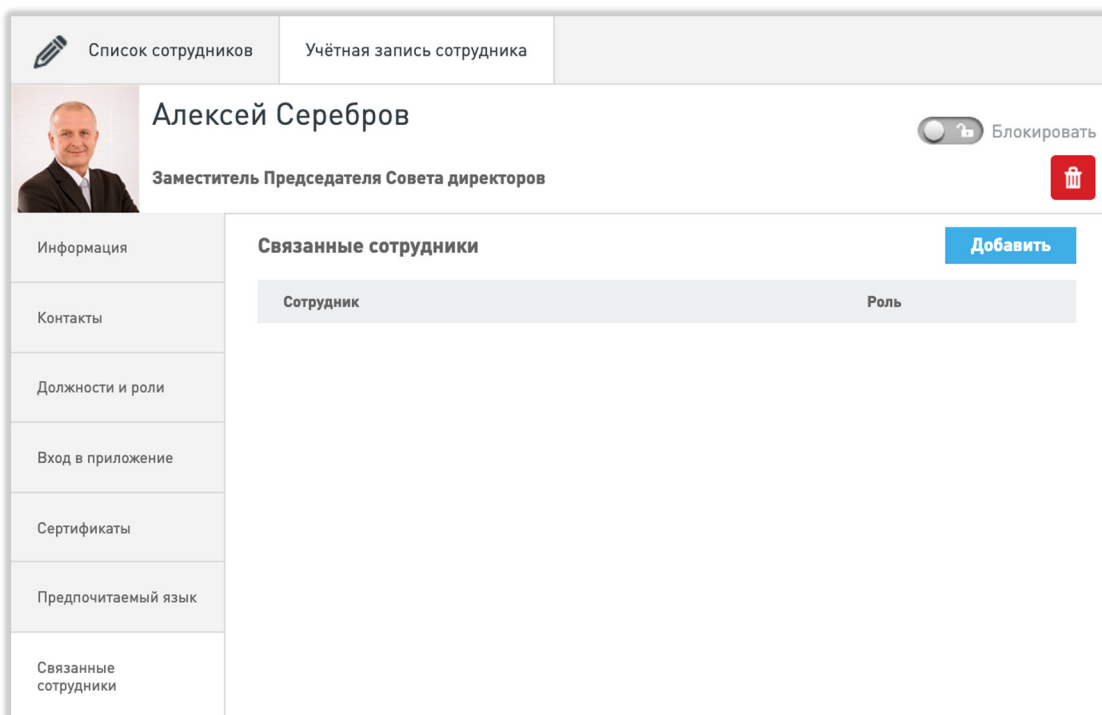 Список сотрудников
Учётная запись сотрудника
Алексей Серебров
Блокировать
Заместитель Председателя Совета директоров
Информация
Связанные сотрудники
Добавить
Сотрудник
Роль
Контакты
Должности и роли
Вход в приложение
Сертификаты
Предпочитаемый язык
Связанные
сотрудники